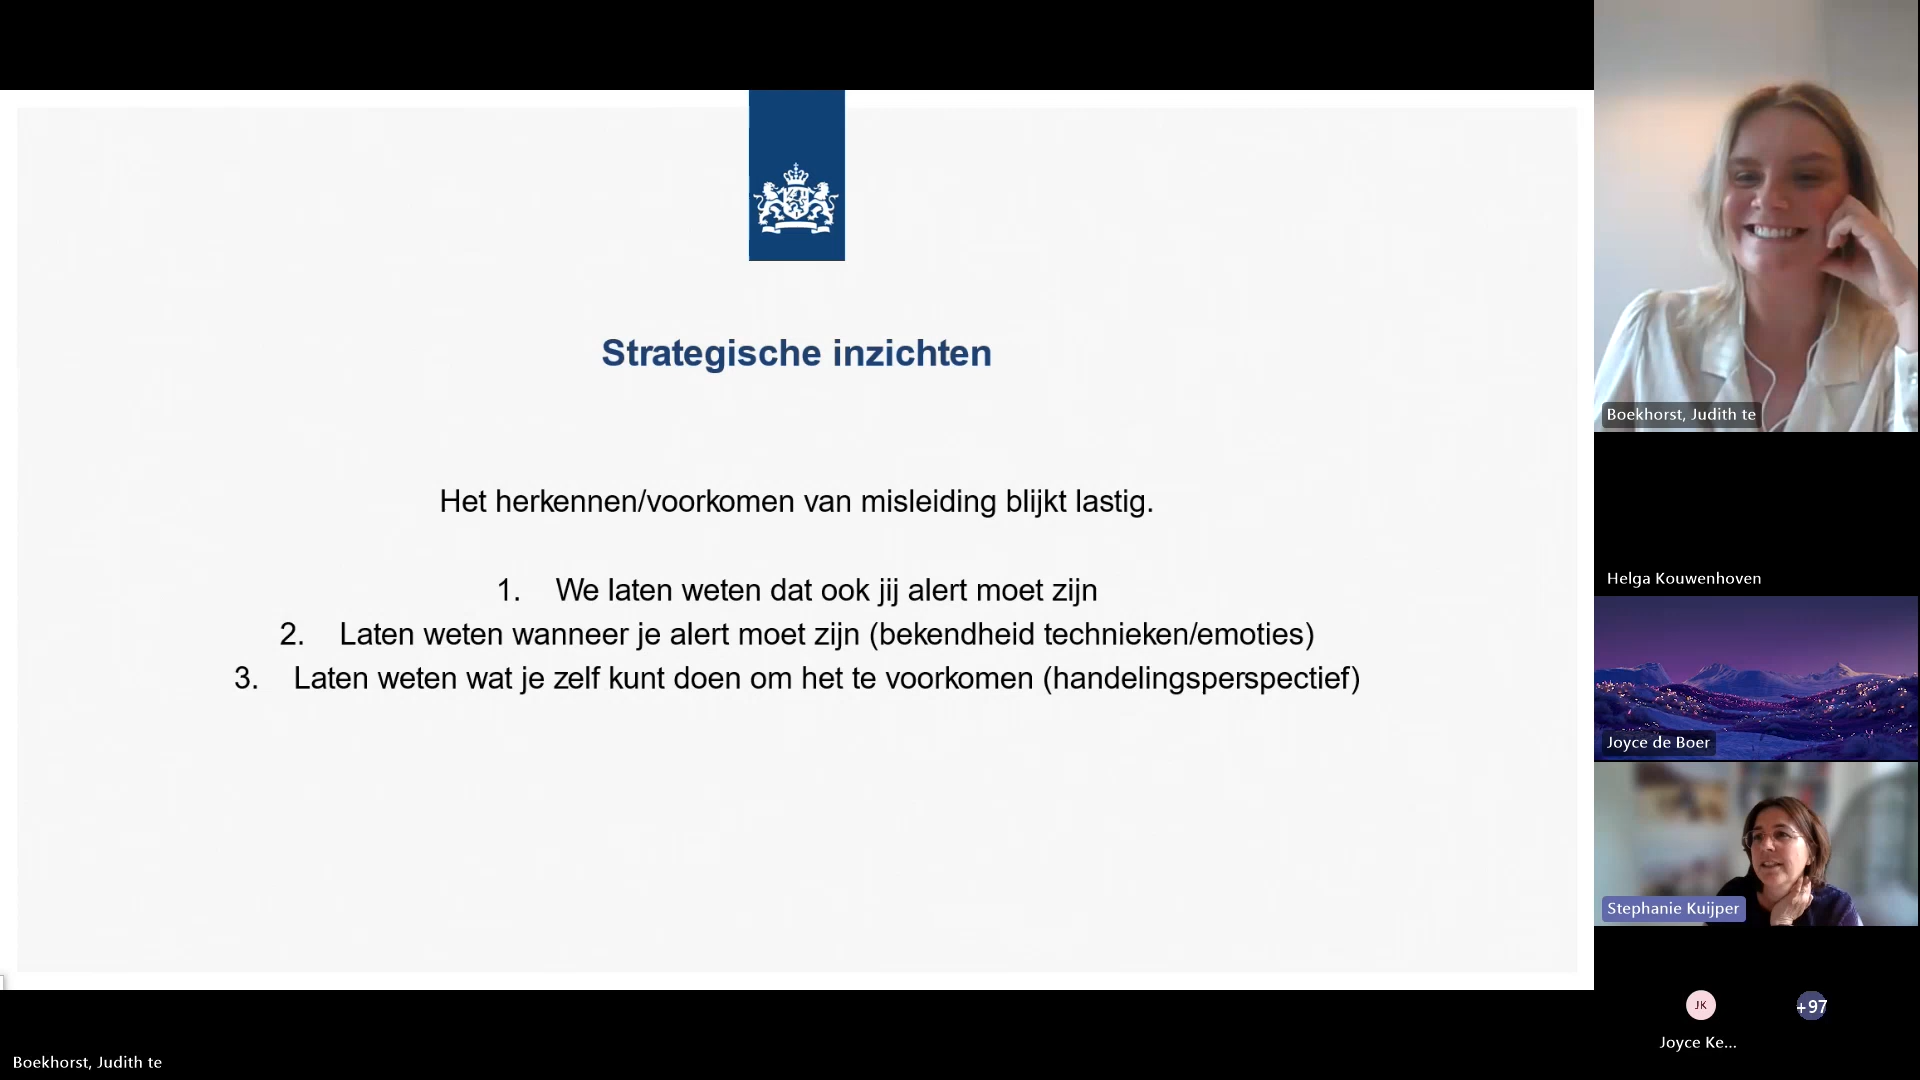 Strategische inzichten
Het herkennen/voorkomen van misleiding blijkt lastig.
1. We laten weten dat ook jij alert moet zijn
2. Laten weten wanneer je alert moet zijn (bekendheid technieken/emoties)
3. Laten weten wat je zelf kunt doen om het te voorkomen (handelingsperspectief)
Boekhorst, Judith te
Helga Kouwenhoven
Joyce de Boer
Stephanie Kuijper
JK
+97
Joyce Ke...
Boekhorst, Judith te